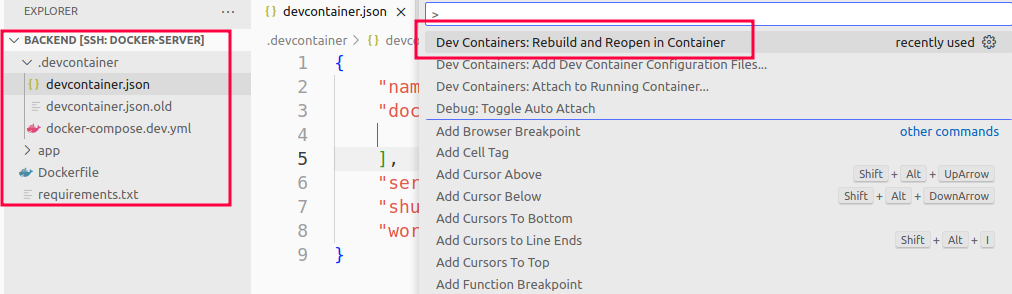 EXPLORER
BACKEND [SSH: DOCKER-SERVER]
.devcontainer
{} devcontainer.json
devcontainer.json.old
docker-compose.dev.yml
app
Dockerfile
requirements.txt
{} devcontainer.json ×
.devcontainer > {} devc
1 {
2 "nam
3 "doc
4
5 ],
6 "ser
7 "shu
8 "wor
9 }
>
Dev Containers: Rebuild and Reopen in Container recently used
Dev Containers: Add Dev Container Configuration Files...
Dev Containers: Attach to Running Container...
Debug: Toggle Auto Attach
Add Browser Breakpoint other commands
Add Cell Tag
Add Cursor Above Shift + Alt + UpArrow
Add Cursor Below Shift + Alt + DownArrow
Add Cursors To Bottom
Add Cursors to Line Ends Shift + Alt + I
Add Cursors To Top
Add Function Breakpoint